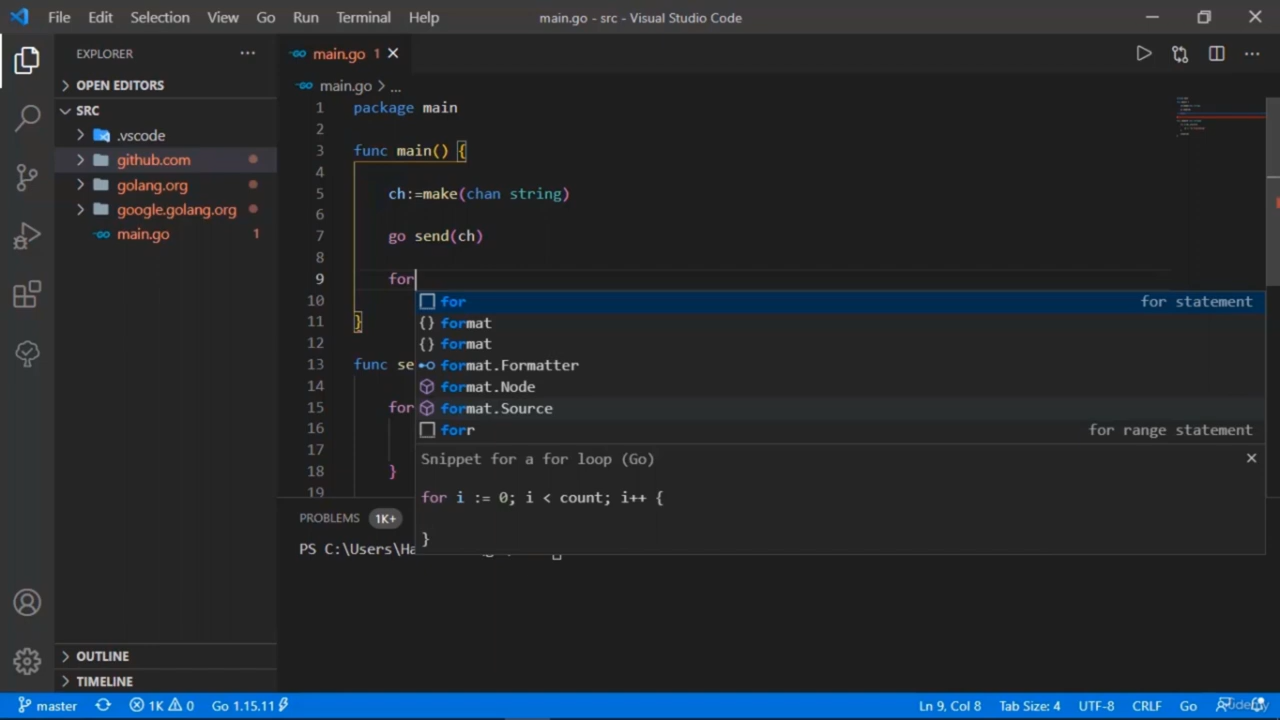 File Edit Selection View Go Run Terminal Help main.go - src - Visual Studio Code
EXPLORER ··· main.go 1
OPEN EDITORS main.go > ...
SRC
.vscode
github.com
golang.org
google.golang.org
main.go 1
1 package main
2
3 func main() {
4
5 ch:=make(chan string)
6
7 go send(ch)
8
9 for
10
11 }
12
13 func se
14
15 for
16
17
18 }
19
for for statement
format
format
format.Formatter
format.Node
format.Source
forr for range statement
Snippet for a for loop (Go)
for i := 0; i < count; i++ {
}
PROBLEMS 1K+
PS C:\Users\Ha
OUTLINE
TIMELINE
master 1K 0 Go 1.15.11 Ln 9, Col 8 Tab Size: 4 UTF-8 CRLF Go